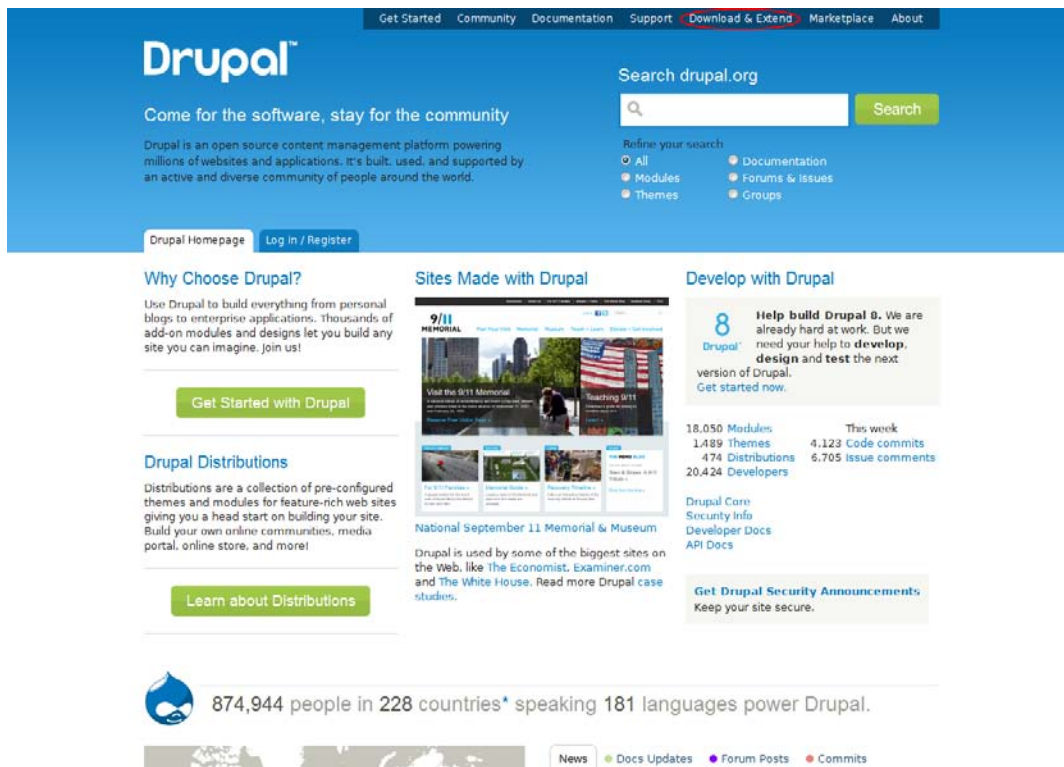 Get Started Community Documentation Support Download & Extend Marketplace About
Drupal™
Come for the software, stay for the community
Drupal is an open source content management platform powering
millions of websites and applications. It's built, used, and supported by
an active and diverse community of people around the world.
Search drupal.org
Search
Refine your search
All
Documentation
Modules
Forums & Issues
Themes
Groups
Drupal Homepage
Log in / Register
Why Choose Drupal?
Use Drupal to build everything from personal
blogs to enterprise applications. Thousands of
add-on modules and designs let you build any
site you can imagine. Join us!
Get Started with Drupal
Drupal Distributions
Distributions are a collection of pre-configured
themes and modules for feature-rich web sites
giving you a head start on building your site.
Build your own online communities, media
portal, online store, and more!
Learn about Distributions
Sites Made with Drupal
9/11
MEMORIAL
Visit the 9/11 Memorial
Teaching 9/11
National September 11 Memorial & Museum
Drupal is used by some of the biggest sites on
the Web, like The Economist, Examiner.com
and The White House. Read more Drupal case
studies.
Develop with Drupal
8
Drupal™
Help build Drupal 8. We are
already hard at work. But we
need your help to develop,
design and test the next
version of Drupal.
Get started now.
18,050 Modules
1,489 Themes
474 Distributions
20,424 Developers
This week
4,123 Code commits
6,705 Issue comments
Drupal Core
Security Info
Developer Docs
API Docs
Get Drupal Security Announcements
Keep your site secure.
874,944 people in 228 countries* speaking 181 languages power Drupal.
News
Docs Updates
Forum Posts
Commits